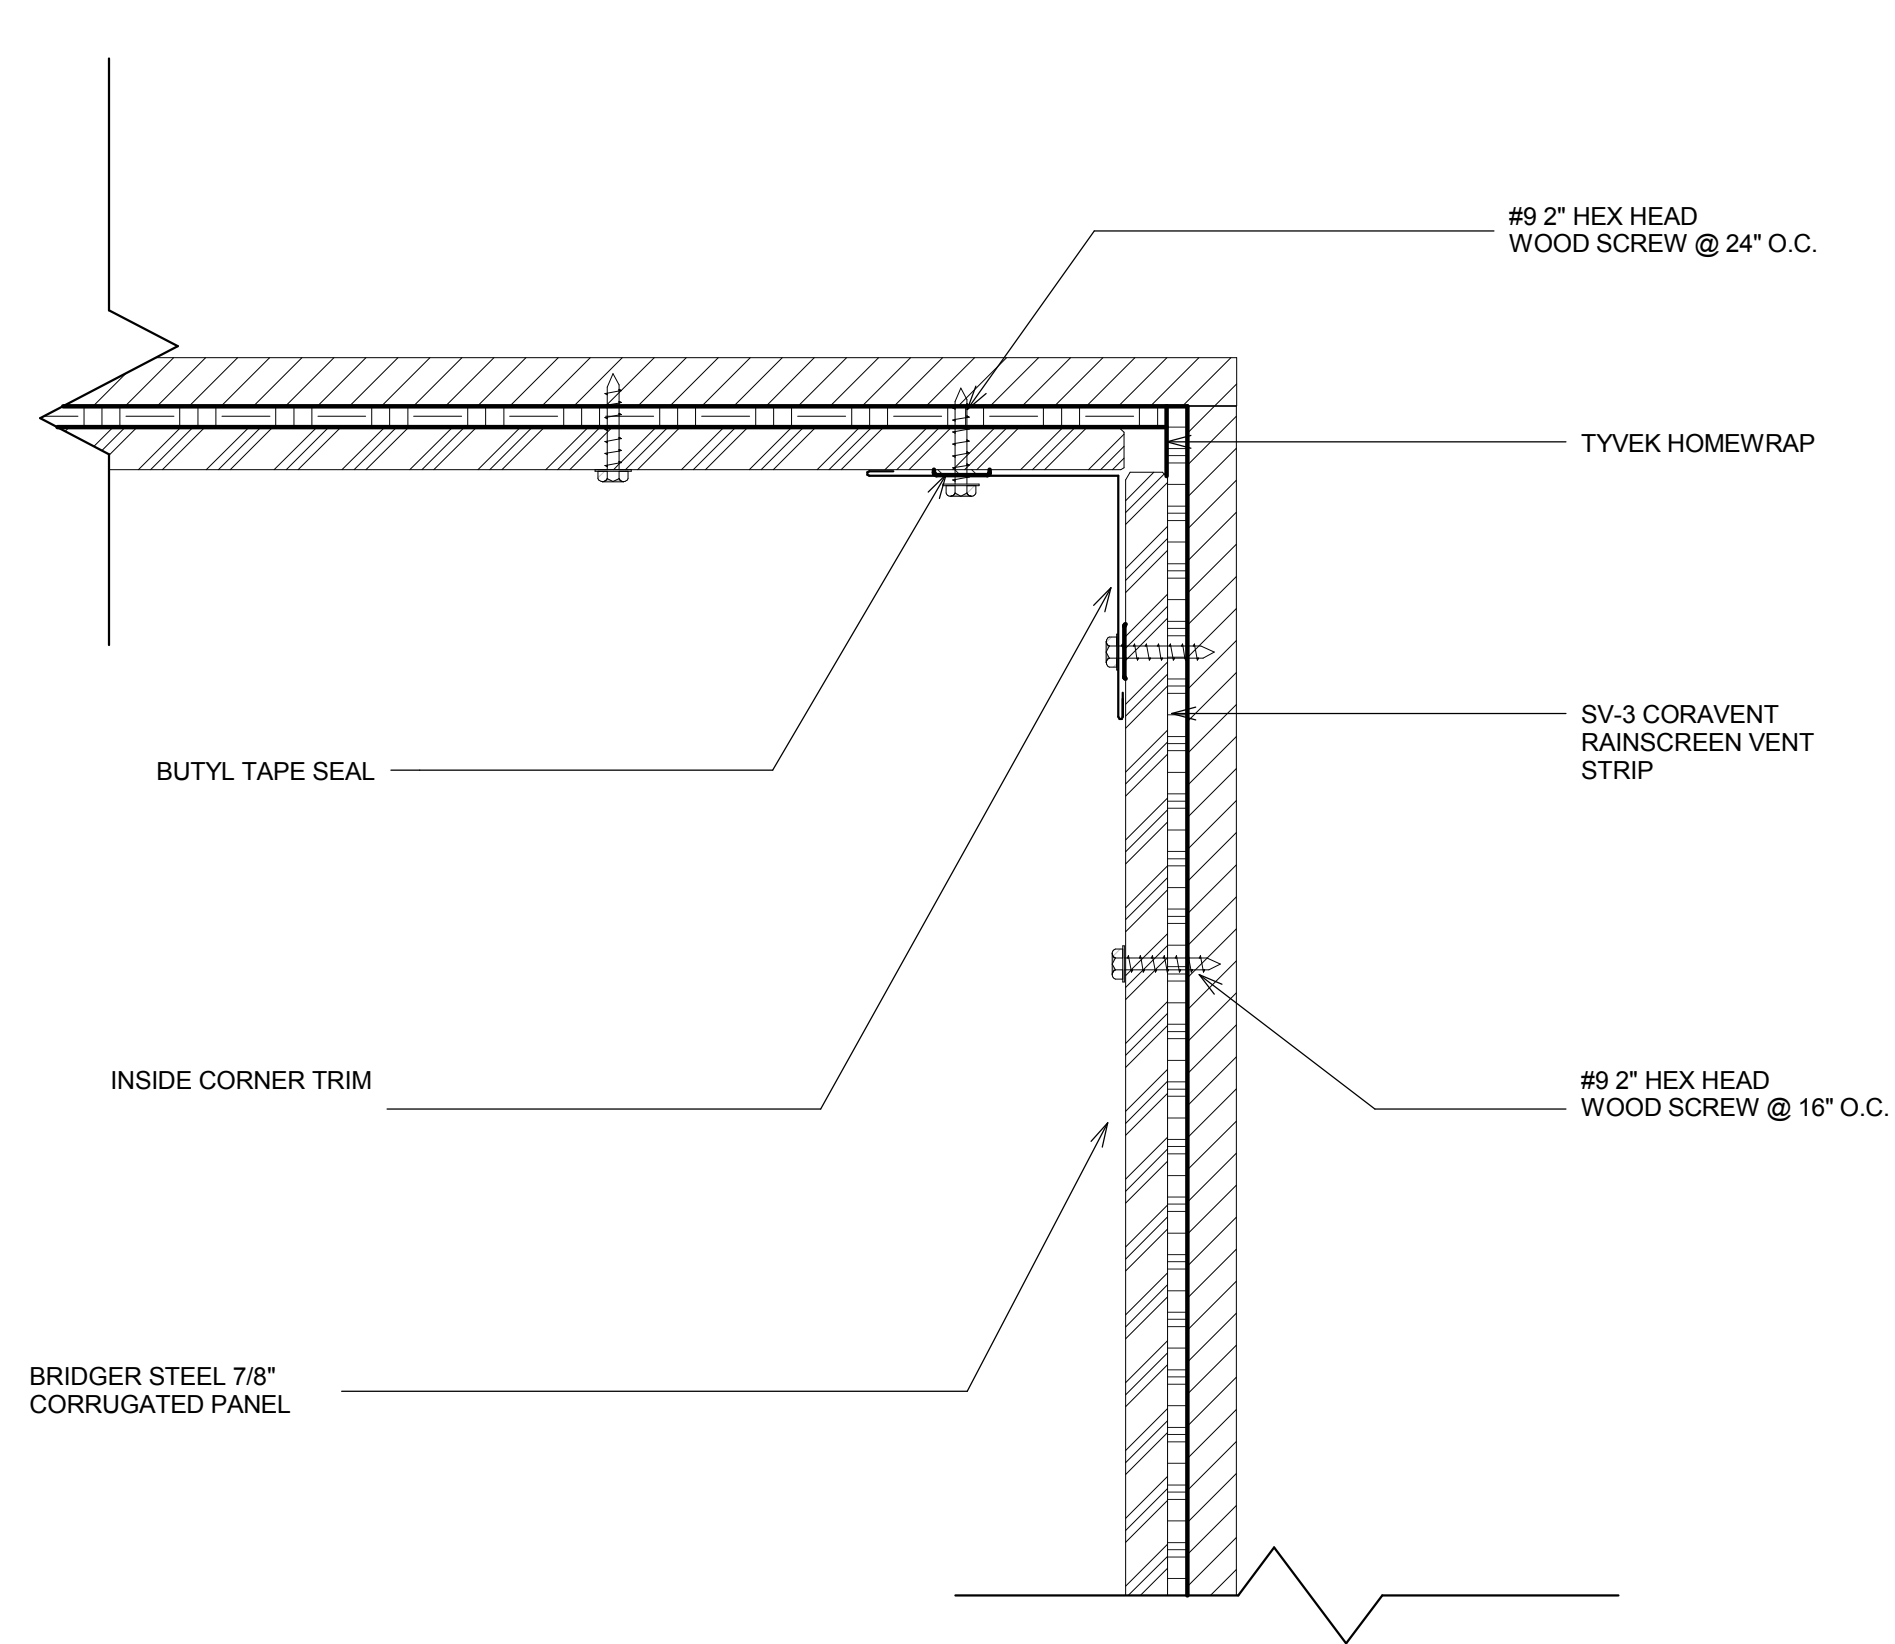 #9 2" HEX HEAD
WOOD SCREW @ 24" O.C.
TYVEK HOMEWRAP
SV-3 CORAVENT
RAINSCREEN VENT
STRIP
BUTYL TAPE SEAL
INSIDE CORNER TRIM
#9 2" HEX HEAD
WOOD SCREW @ 16" O.C.
BRIDGER STEEL 7/8"
CORRUGATED PANEL